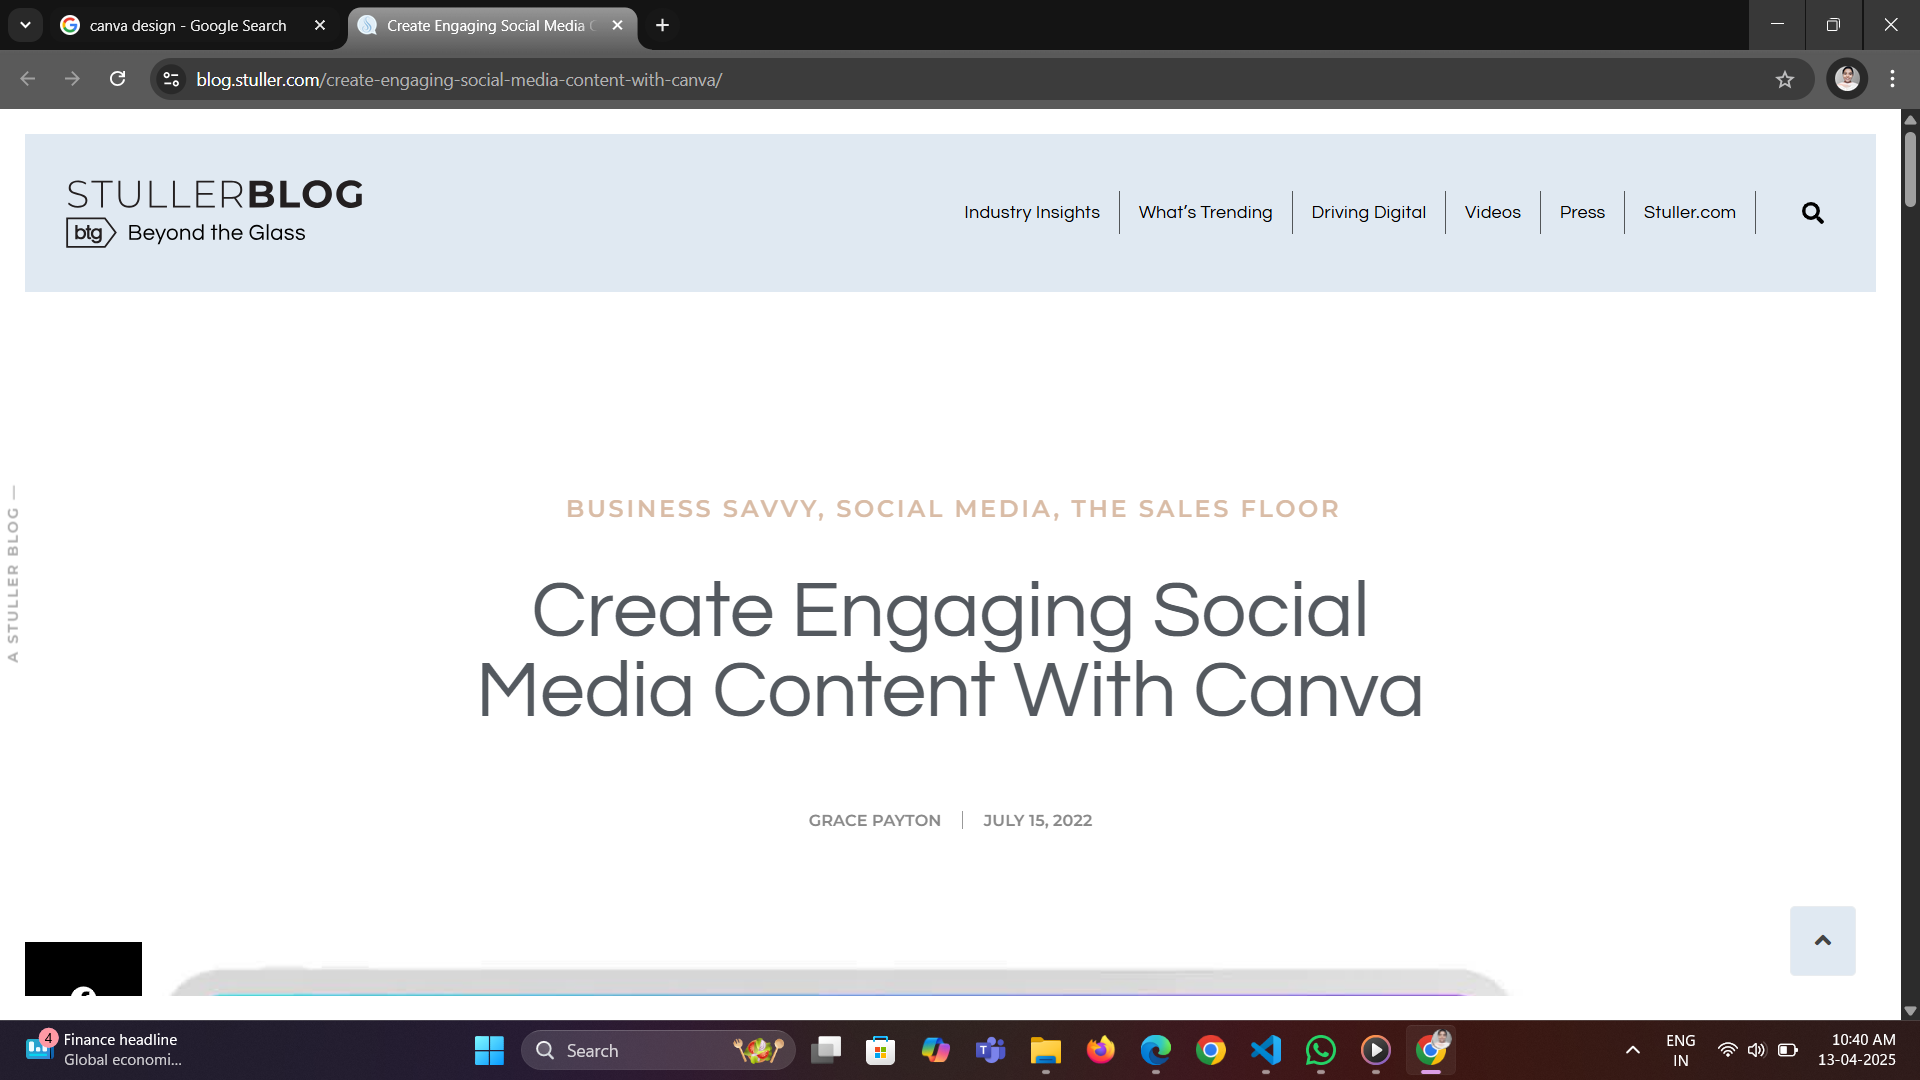 canva design - Google Search
Create Engaging Social Media
blog.stuller.com/create-engaging-social-media-content-with-canva/
STULLERBLOG
btg Beyond the Glass
Industry Insights
What’s Trending
Driving Digital
Videos
Press
Stuller.com
A STULLER BLOG —
BUSINESS SAVVY, SOCIAL MEDIA, THE SALES FLOOR
Create Engaging Social
Media Content With Canva
GRACE PAYTON
JULY 15, 2022
4
Finance headline
Global economi...
Search
ENG
IN
10:40 AM
13-04-2025